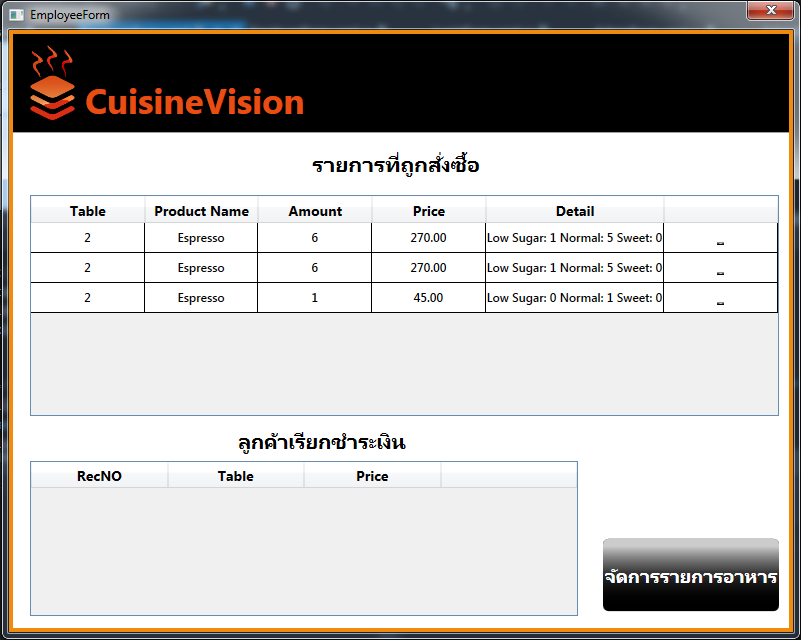 EmployeeForm
CuisineVision
รายการที่ถูกสั่งซื้อ
Table Product Name Amount Price Detail
2 Espresso 6 270.00 Low Sugar: 1 Normal: 5 Sweet: 0
2 Espresso 6 270.00 Low Sugar: 1 Normal: 5 Sweet: 0
2 Espresso 1 45.00 Low Sugar: 0 Normal: 1 Sweet: 0
ลูกค้าเรียกชำระเงิน
RecNO Table Price
จัดการรายการอาหาร